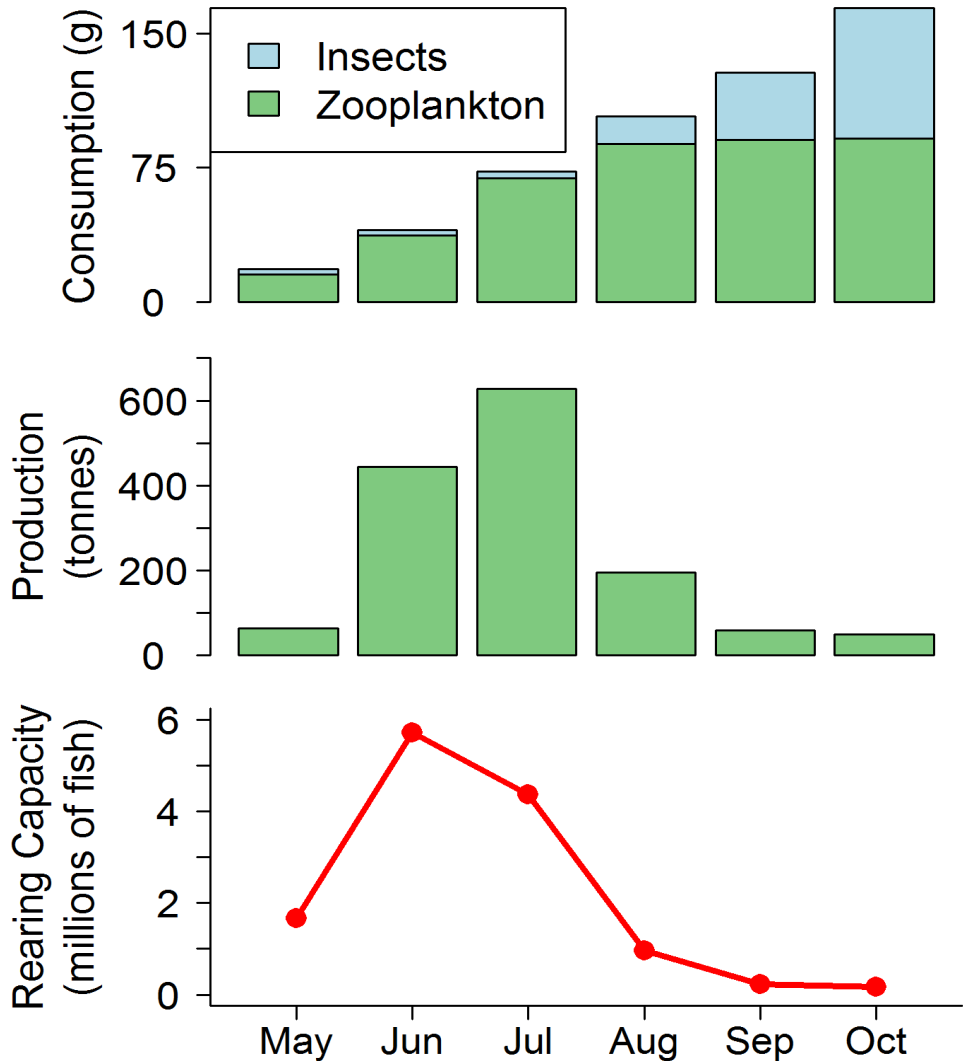 Consumption (g)
150
75
0
Insects
Zooplankton
Production
(tonnes)
600
400
200
0
Rearing Capacity
(millions of fish)
6
4
2
0
May Jun Jul Aug Sep Oct